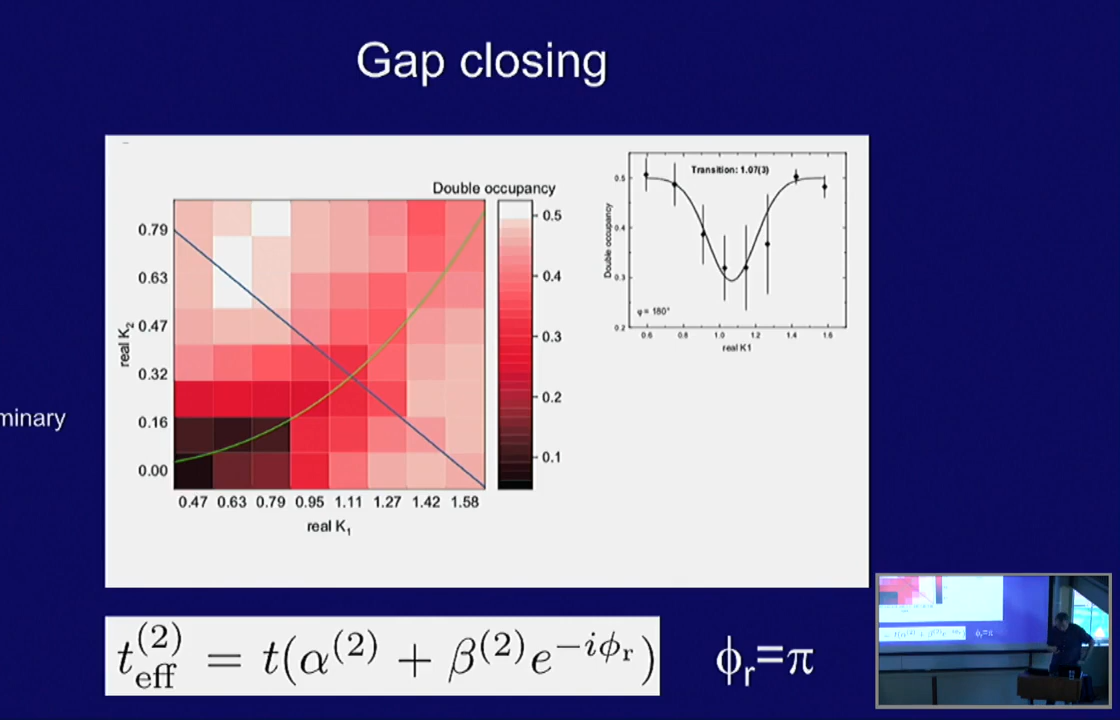 Gap closing
Double occupancy
0.5
0.4
0.3
0.2
0.1
0.79
0.63
0.47
0.32
0.16
0.00
real K₂
0.47 0.63 0.79 0.95 1.11 1.27 1.42 1.58
real K₁
Transition: 1.07(3)
Double occupancy
0.5
0.4
0.3
0.2
φ = 180°
0.6 0.8 1.0 1.2 1.4 1.6
real K1
minary
t_eff^(2) = t(α^(2) + β^(2)e^{-iϕ_r})
ϕ_r=π